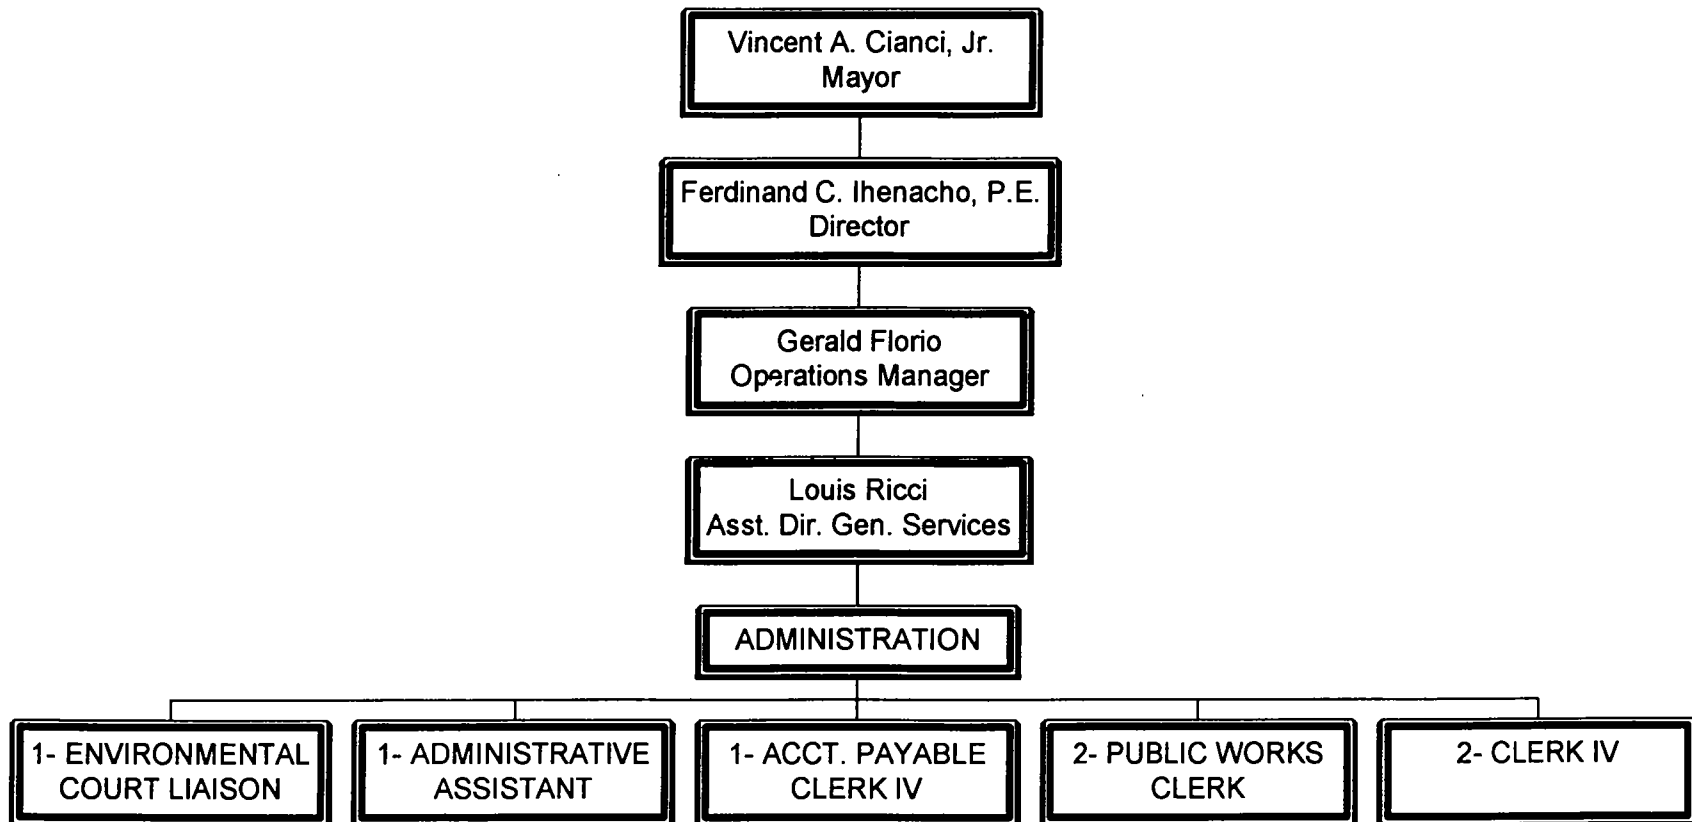 Vincent A. Cianci, Jr.
Mayor
Ferdinand C. Ihenacho, P.E.
Director
Gerald Florio
Operations Manager
Louis Ricci
Asst. Dir. Gen. Services
ADMINISTRATION
1- ENVIRONMENTAL
COURT LIAISON
1- ADMINISTRATIVE
ASSISTANT
1- ACCT. PAYABLE
CLERK IV
2- PUBLIC WORKS
CLERK
2- CLERK IV